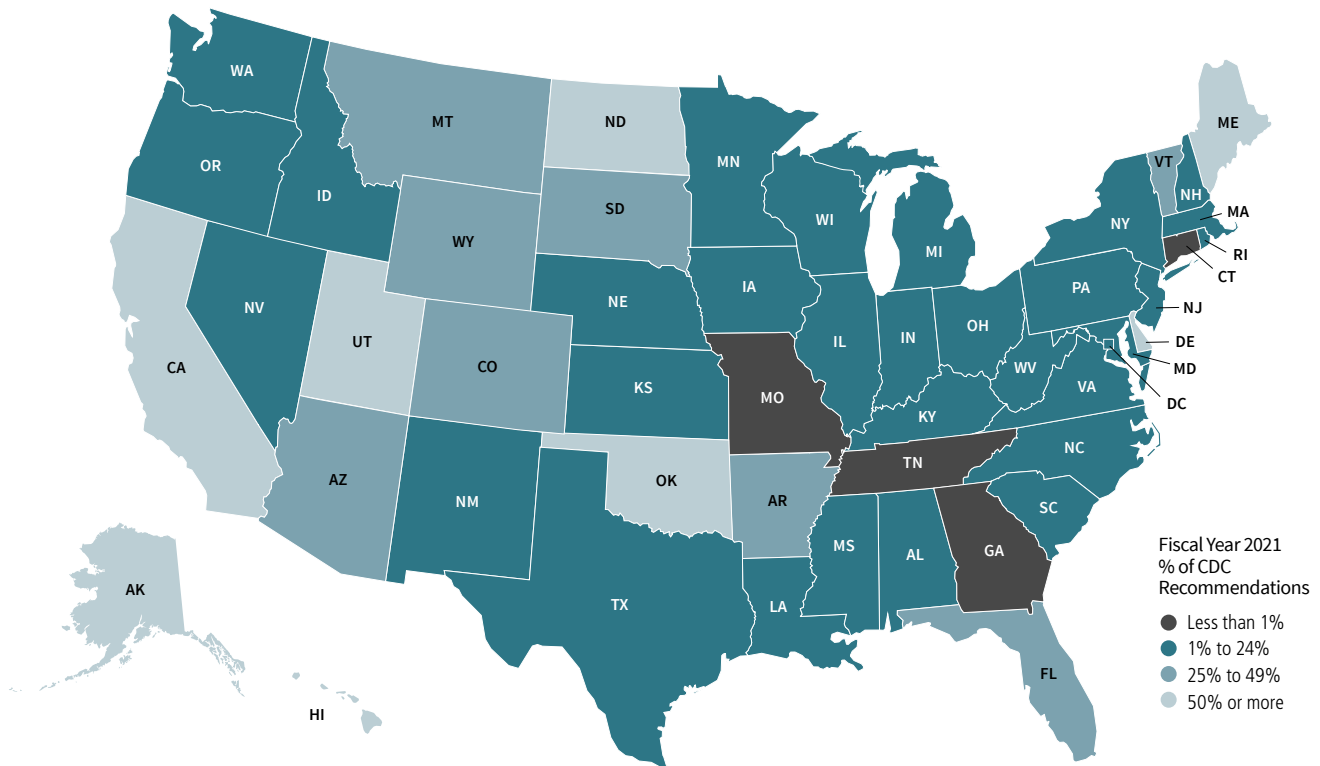 WA
MT
ND
ME
OR
MN
VT
ID
SD
WI
NH
NY
MA
WY
MI
RI
CT
IA
PA
NE
NV
NJ
OH
UT
IL
IN
DE
CA
CO
WV
MD
KS
VA
MO
DC
KY
NC
TN
AZ
OK
NM
AR
SC
MS
AL
GA
AK
TX
LA
FL
HI
Fiscal Year 2021
% of CDC
Recommendations
Less than 1%
1% to 24%
25% to 49%
50% or more